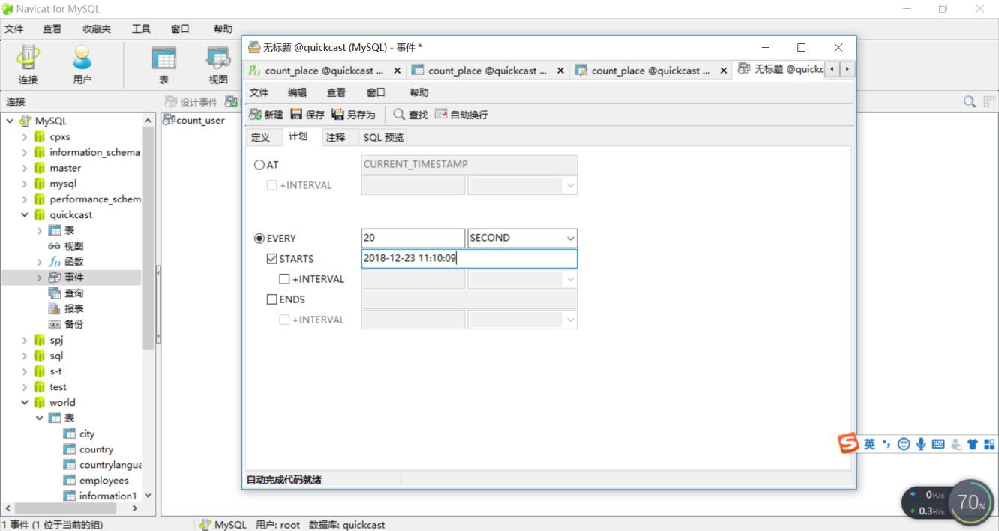 Navicat for MySQL
文件 查看 收藏夹 工具 窗口 帮助
连接 用户 表 视图
连接
设计事件
MySQL
cpxs
information_schema
master
mysql
performance_schem
quickcast
表
视图
函数
事件
查询
报表
备份
spj
sql
s-t
test
world
表
city
country
countrylangua
employees
information1
count_user
无标题 @quickcast (MySQL) - 事件 *
count_place @quickcast ... count_place @quickcast ... count_place @quickcast ... 无标题 @quickc
文件 编辑 查看 窗口 帮助
新建 保存 另存为 查找 自动换行
定义 计划 注释 SQL 预览
AT CURRENT_TIMESTAMP
+INTERVAL
EVERY 20 SECOND
STARTS 2018-12-23 11:10:09
+INTERVAL
ENDS
+INTERVAL
自动完成代码就绪
英
0K/s
0.3K/s
70%
1 事件 (1 位于当前的组) MySQL 用户: root 数据库: quickcast